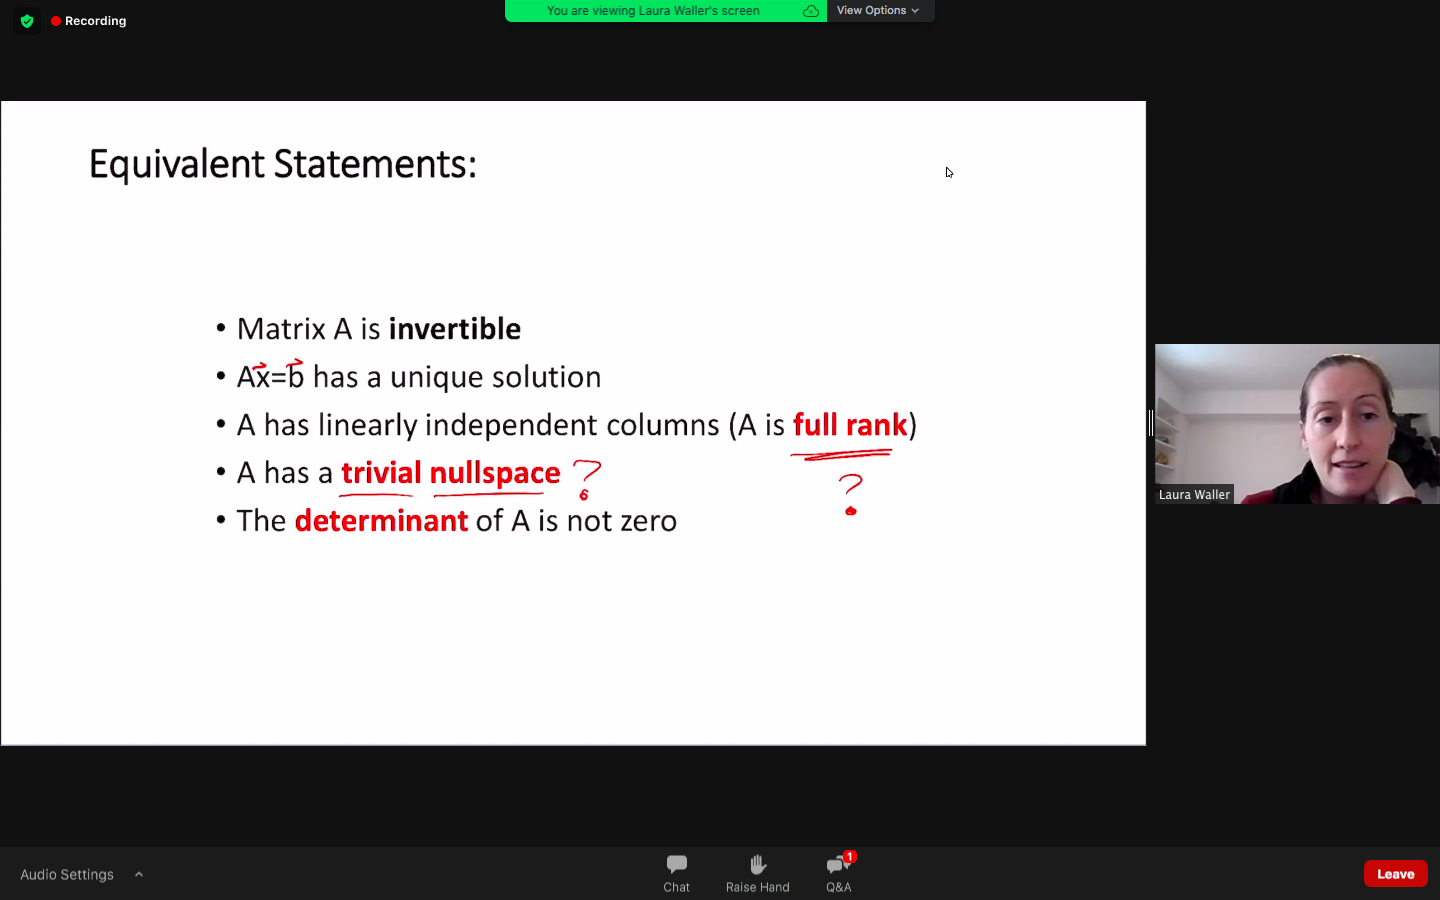 Recording
You are viewing Laura Waller's screen
View Options
Equivalent Statements:
• Matrix A is invertible
• Ax⃗=b⃗ has a unique solution
• A has linearly independent columns (A is full rank)
• A has a trivial nullspace ?
?
• The determinant of A is not zero
Laura Waller
Audio Settings
1
Chat
Raise Hand
Q&A
Leave